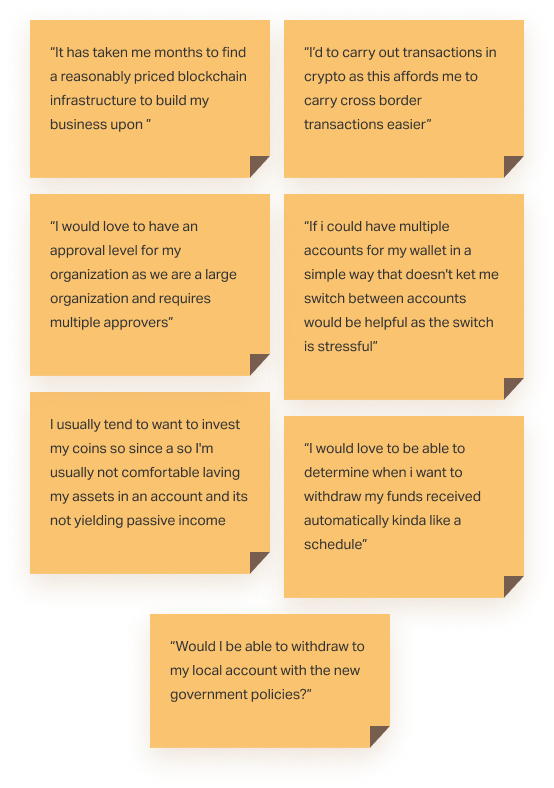 “It has taken me months to find
a reasonably priced blockchain
infrastructure to build my
business upon ”
“I’d to carry out transactions in
crypto as this affords me to
carry cross border
transactions easier”
“I would love to have an
approval level for my
organization as we are a large
organization and requires
multiple approvers”
“If i could have multiple
accounts for my wallet in a
simple way that doesn't ket me
switch between accounts
would be helpful as the switch
is stressful”
I usually tend to want to invest
my coins so since a so I'm
usually not comfortable laving
my assets in an account and its
not yielding passive income
“I would love to be able to
determine when i want to
withdraw my funds received
automatically kinda like a
schedule”
“Would I be able to withdraw to
my local account with the new
government policies?”